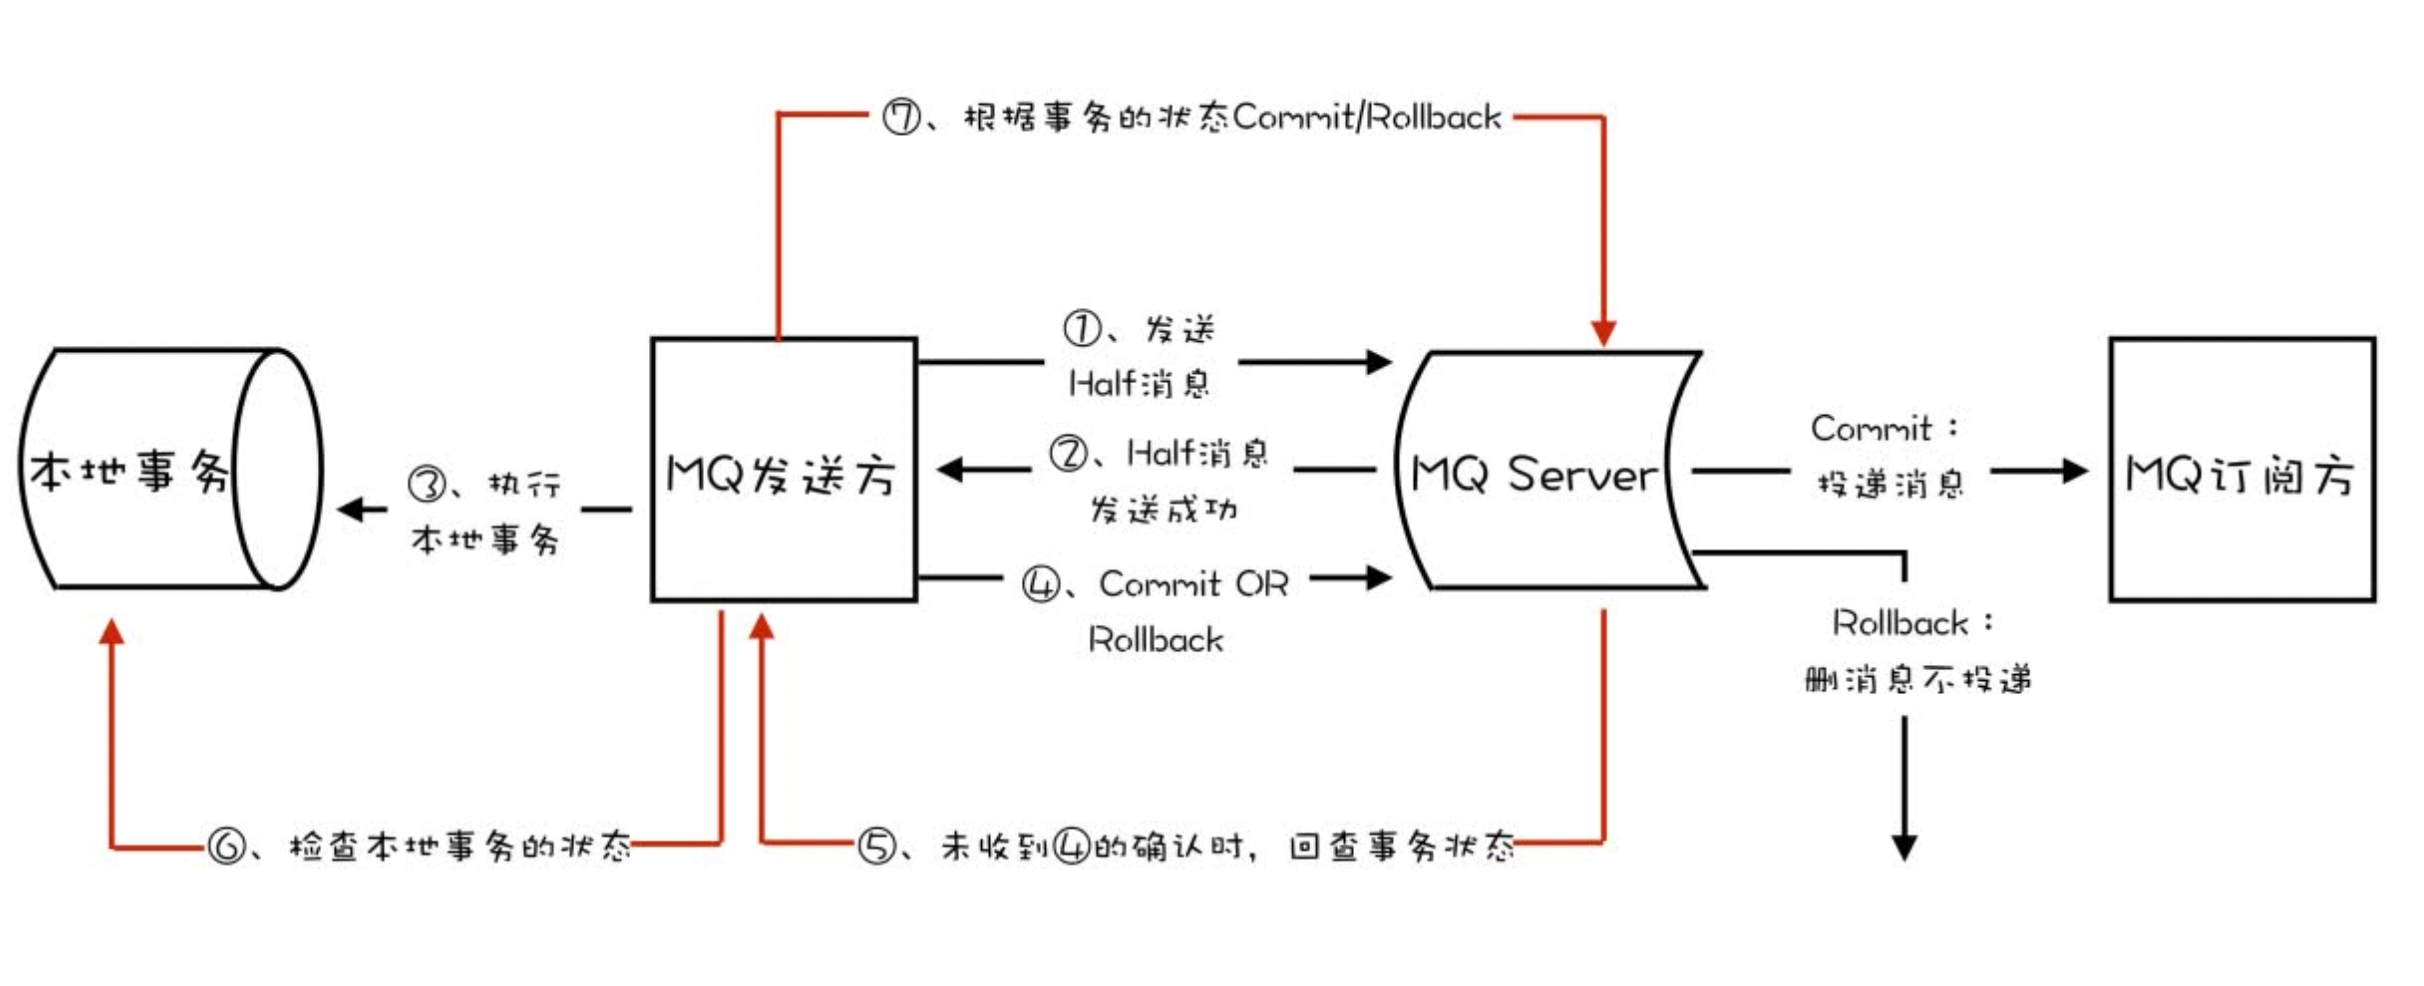 ⑦、根据事务的状态Commit/Rollback
①、发送
Half消息
②、Half消息
发送成功
③、执行
本地事务
④、Commit OR
Rollback
本地事务
MQ发送方
MQ Server
Commit：
投递消息
MQ订阅方
Rollback：
删消息不投递
⑥、检查本地事务的状态
⑤、未收到④的确认时，回查事务状态